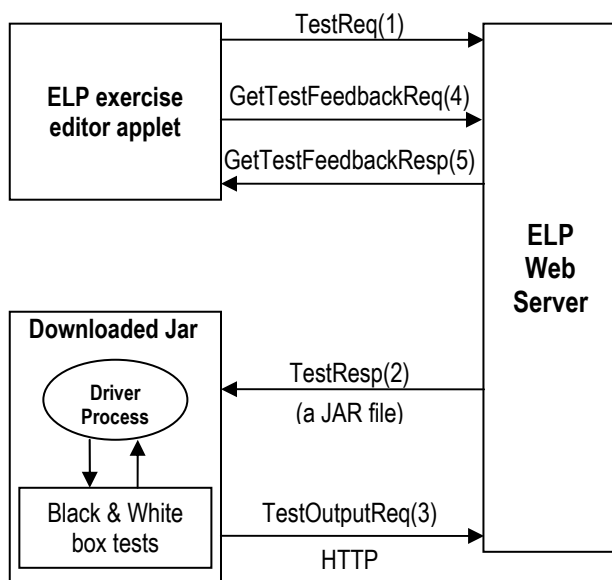 TestReq(1)
ELP exercise
editor applet
GetTestFeedbackReq(4)
GetTestFeedbackResp(5)
ELP
Web
Server
Downloaded Jar
Driver
Process
TestResp(2)
(a JAR file)
Black & White
box tests
TestOutputReq(3)
HTTP